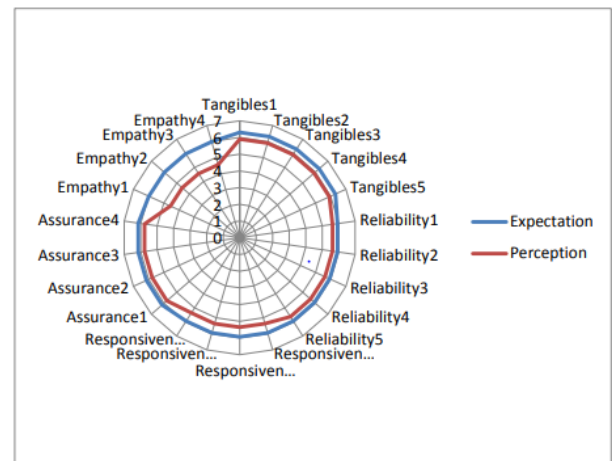 Tangibles1
Tangibles2
Tangibles3
Tangibles4
Tangibles5
Reliability1
Reliability2
Reliability3
Reliability4
Reliability5
Responsiven...
Responsiven...
Responsiven...
Responsiven...
Assurance1
Assurance2
Assurance3
Assurance4
Empathy1
Empathy2
Empathy3
Empathy4
7
6
5
4
3
2
1
0
Expectation
Perception